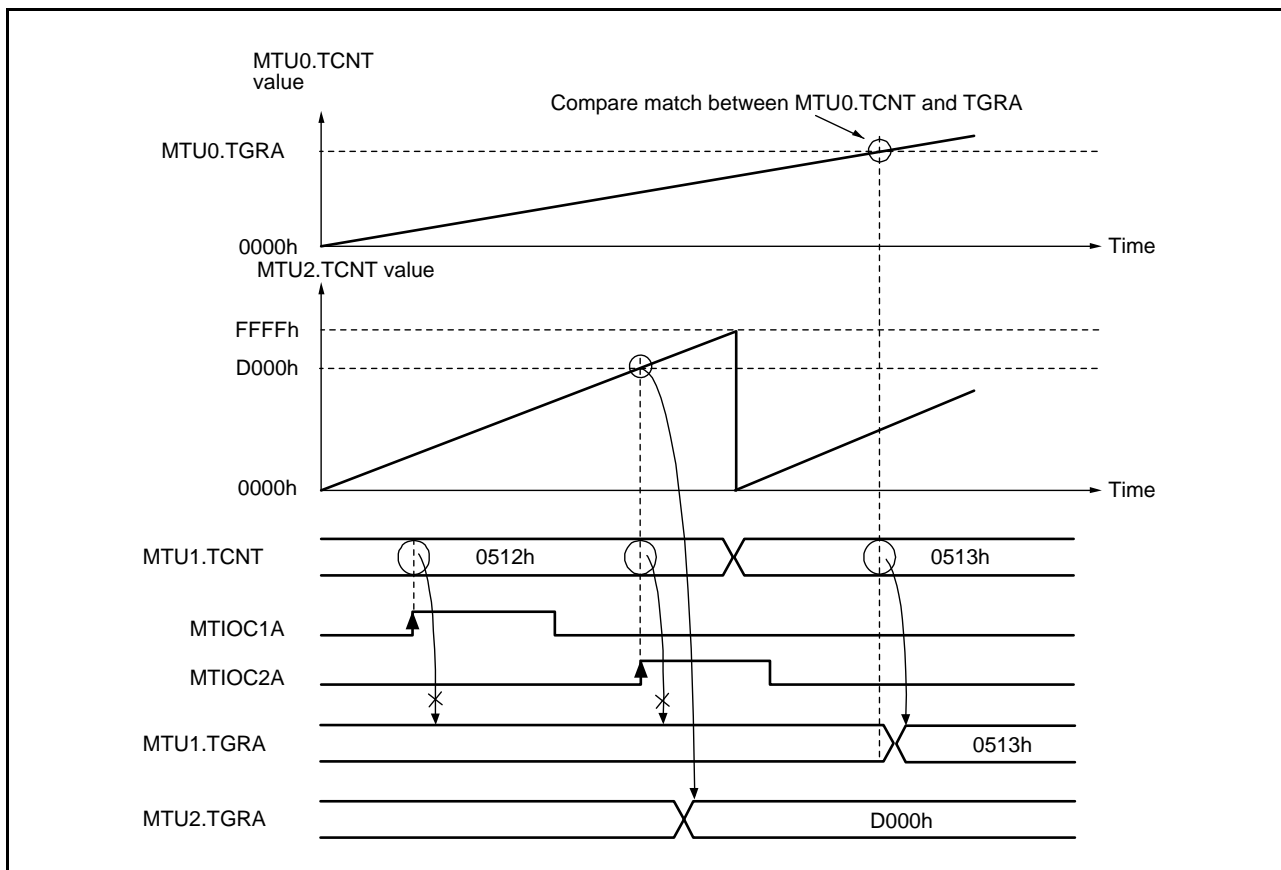 MTU0.TCNT
value
Compare match between MTU0.TCNT and TGRA
MTU0.TGRA
0000h
Time
MTU2.TCNT value
FFFFh
D000h
0000h
Time
MTU1.TCNT
0512h
0513h
MTIOC1A
MTIOC2A
MTU1.TGRA
0513h
MTU2.TGRA
D000h